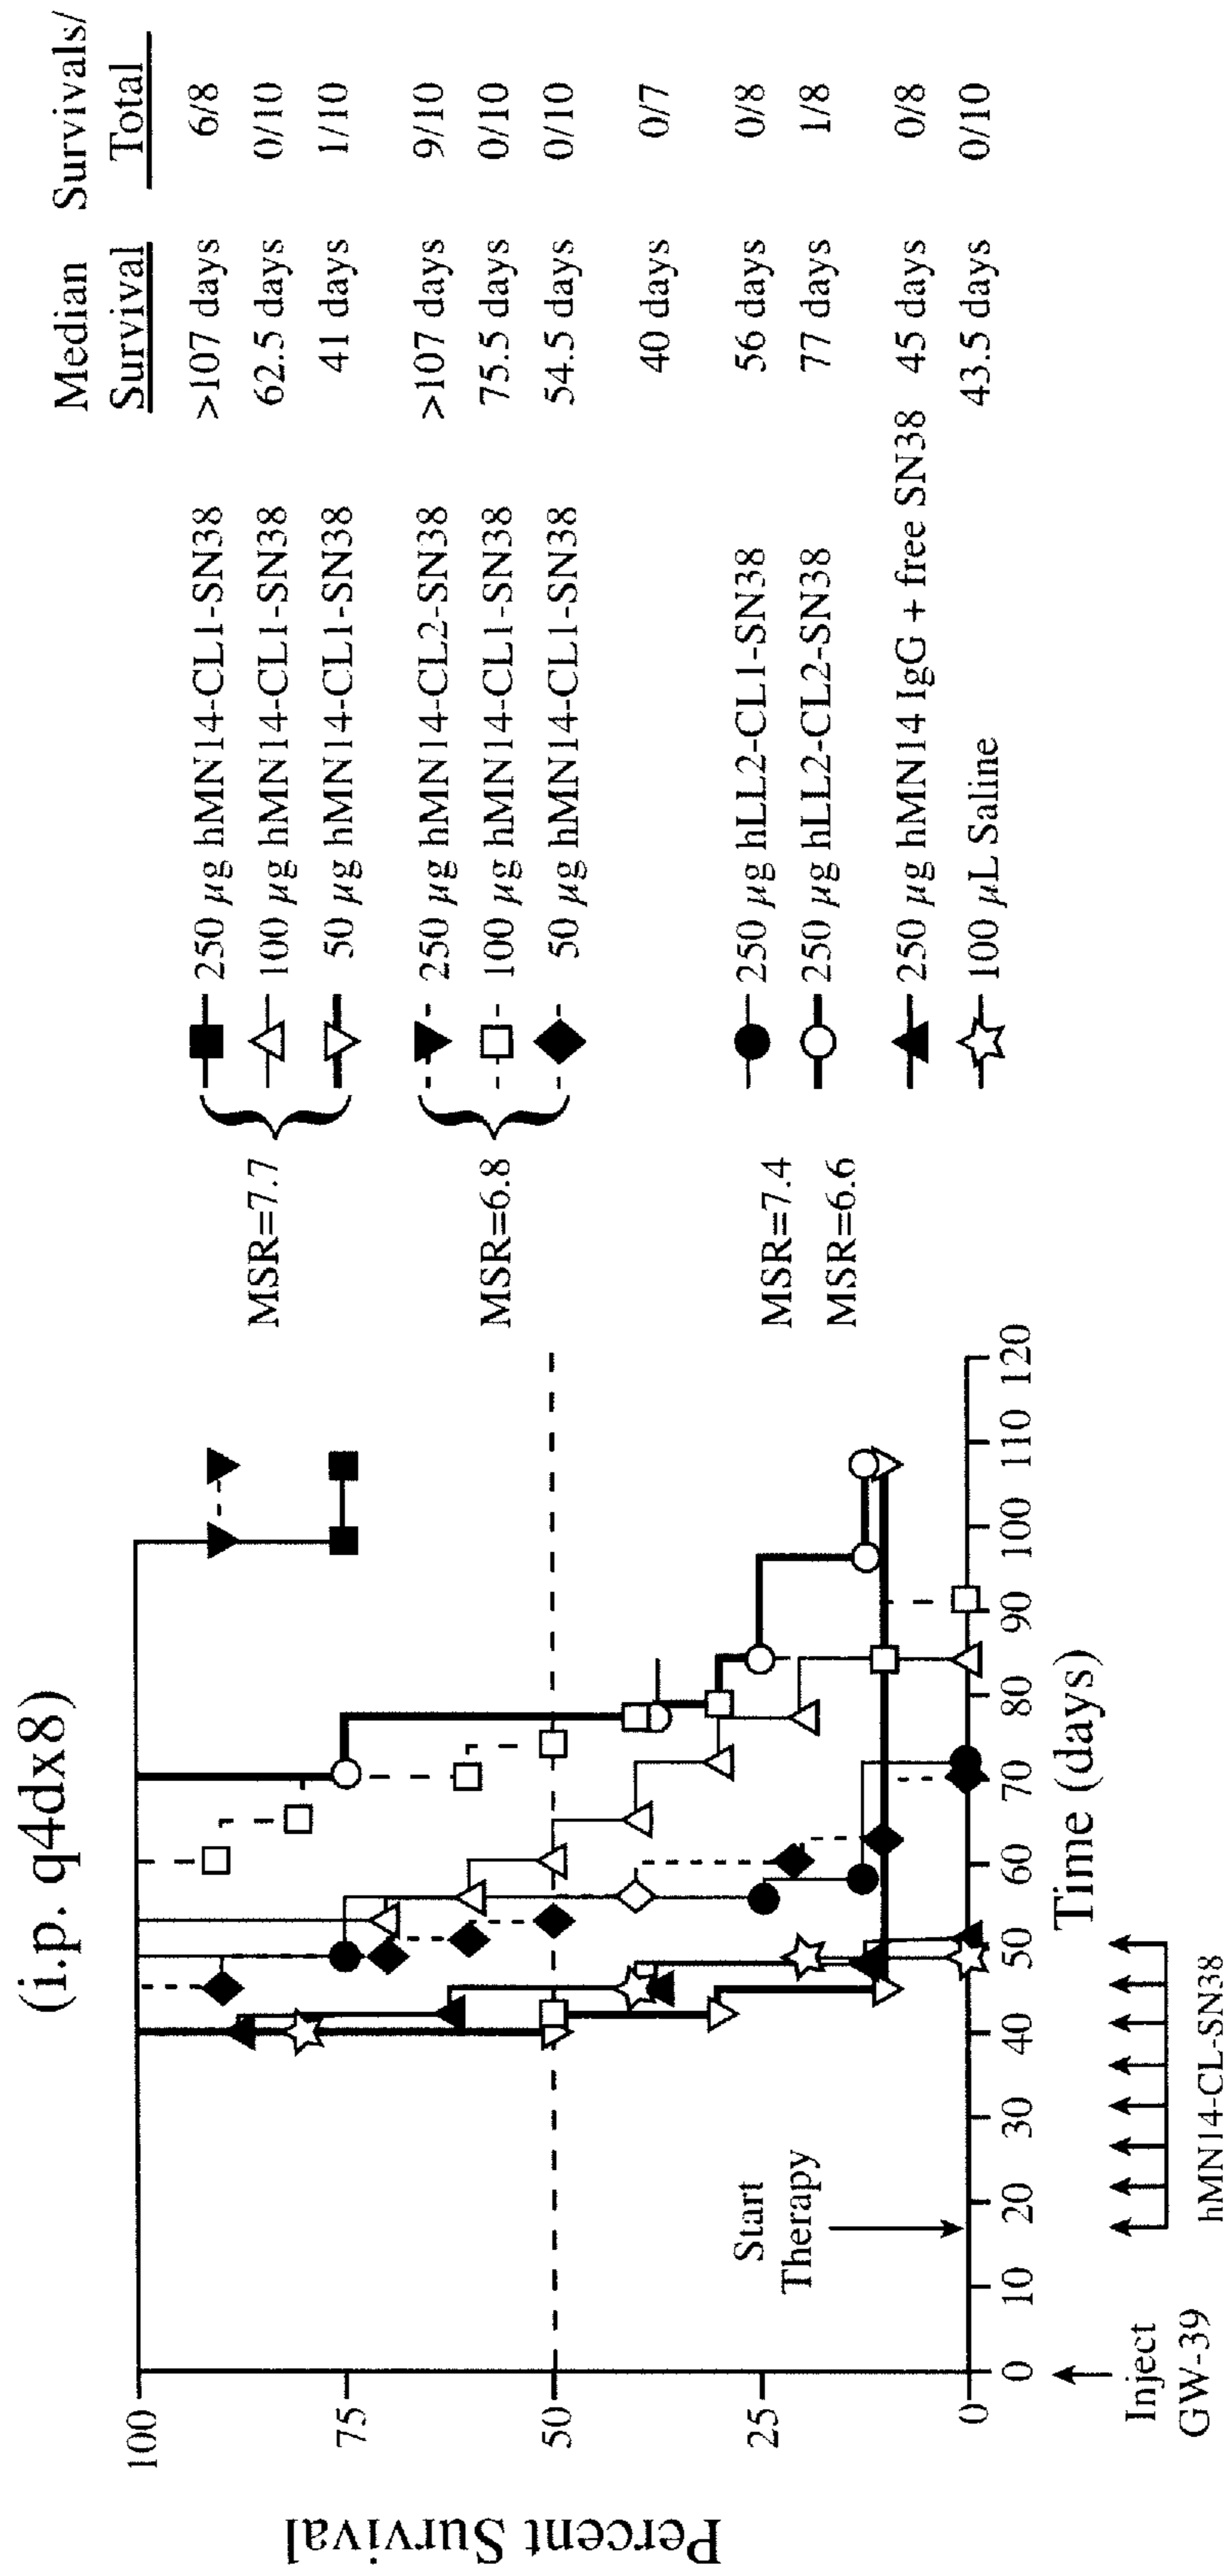 (i.p. q4dx8)
Percent Survival
100
75
50
25
0
0 10 20 30 40 50 60 70 80 90 100 110 120
Time (days)
Start
Therapy
Inject
GW-39
hMN14-CL-SN38
Median Survivals/
Survival Total
MSR=7.7
250 µg hMN14-CL1-SN38 >107 days 6/8
100 µg hMN14-CL1-SN38 62.5 days 0/10
50 µg hMN14-CL1-SN38 41 days 1/10
MSR=6.8
250 µg hMN14-CL2-SN38 >107 days 9/10
100 µg hMN14-CL1-SN38 75.5 days 0/10
50 µg hMN14-CL1-SN38 54.5 days 0/10
40 days 0/7
MSR=7.4 250 µg hLL2-CL1-SN38 56 days 0/8
MSR=6.6 250 µg hLL2-CL2-SN38 77 days 1/8
250 µg hMN14 IgG + free SN38 45 days 0/8
100 µL Saline 43.5 days 0/10